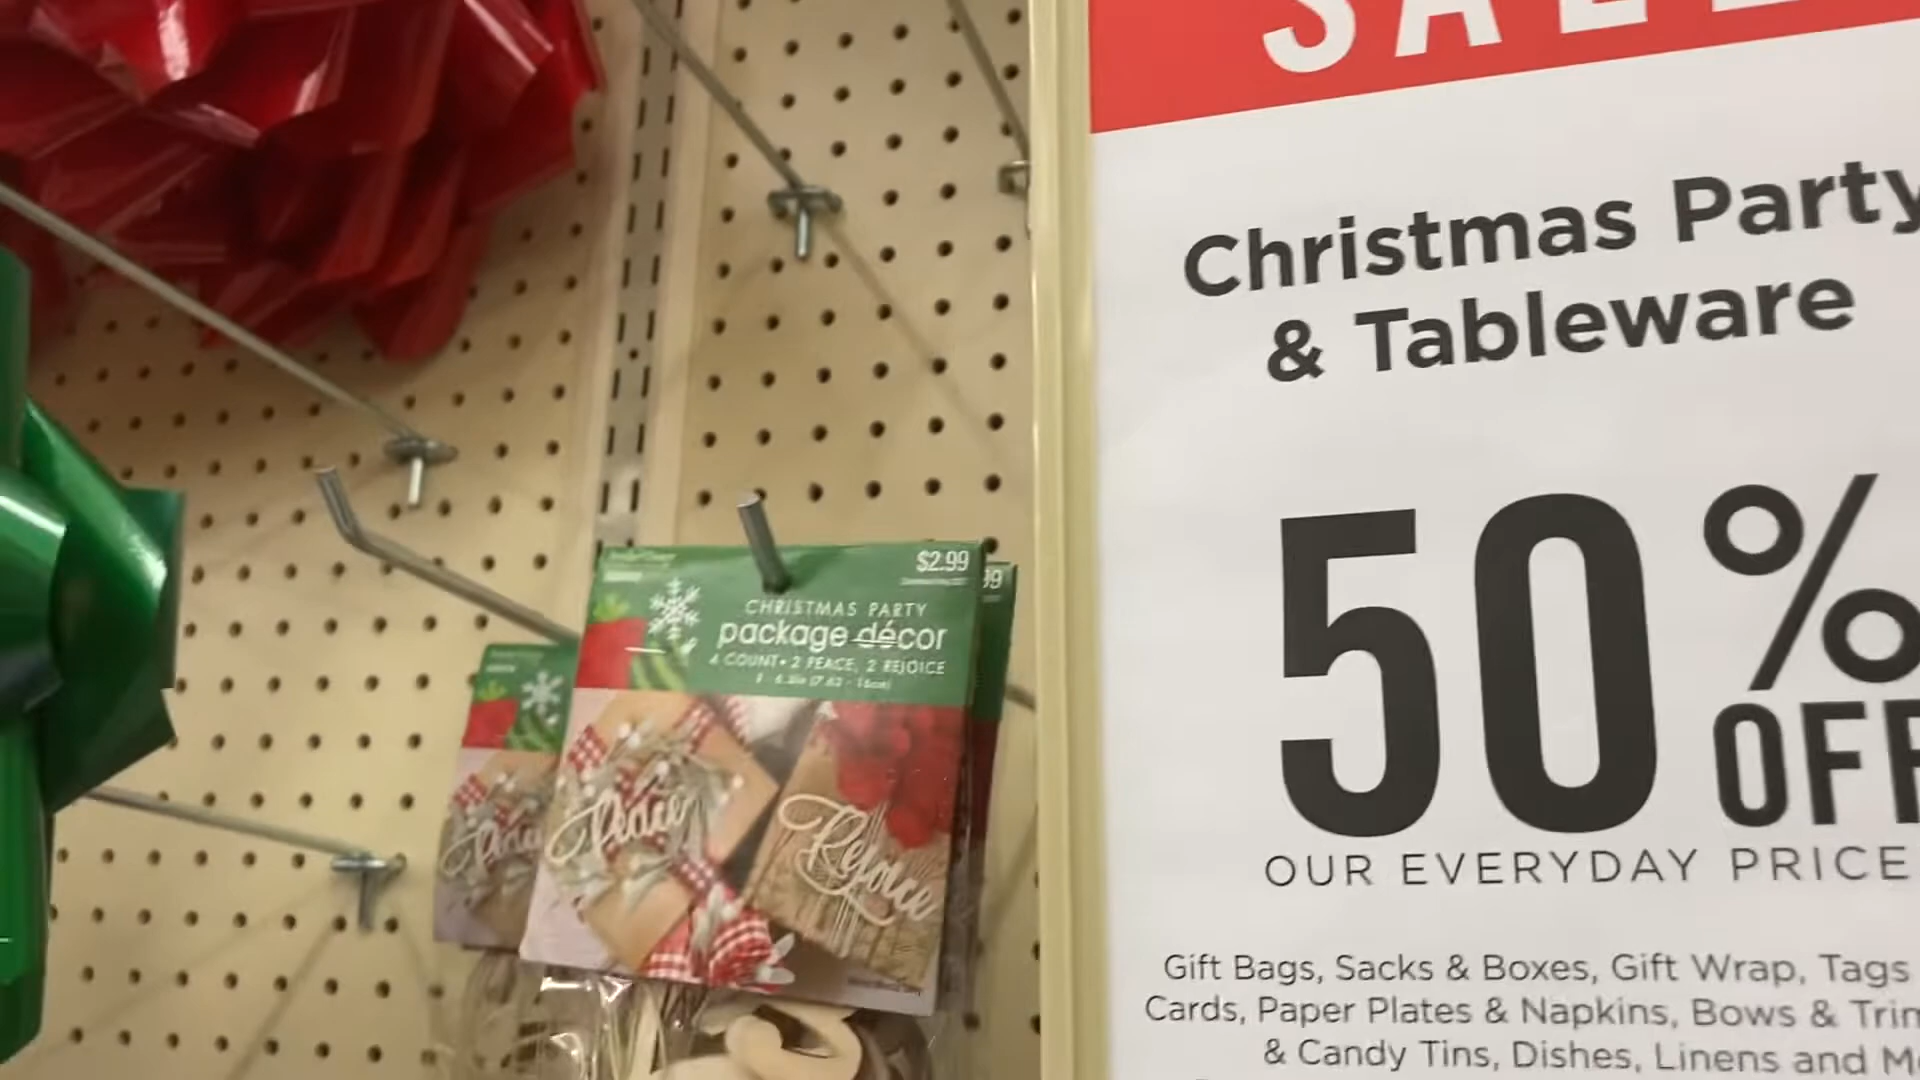 SALE
Christmas Party
& Tableware
50%
OFF
OUR EVERYDAY PRICE
Gift Bags, Sacks & Boxes, Gift Wrap, Tags
Cards, Paper Plates & Napkins, Bows & Trim
& Candy Tins, Dishes, Linens and
$2.99
99
CHRISTMAS PARTY
package décor
4 COUNT • 2 PEACE, 2 REJOICE
Peace
Rejoice
Peace